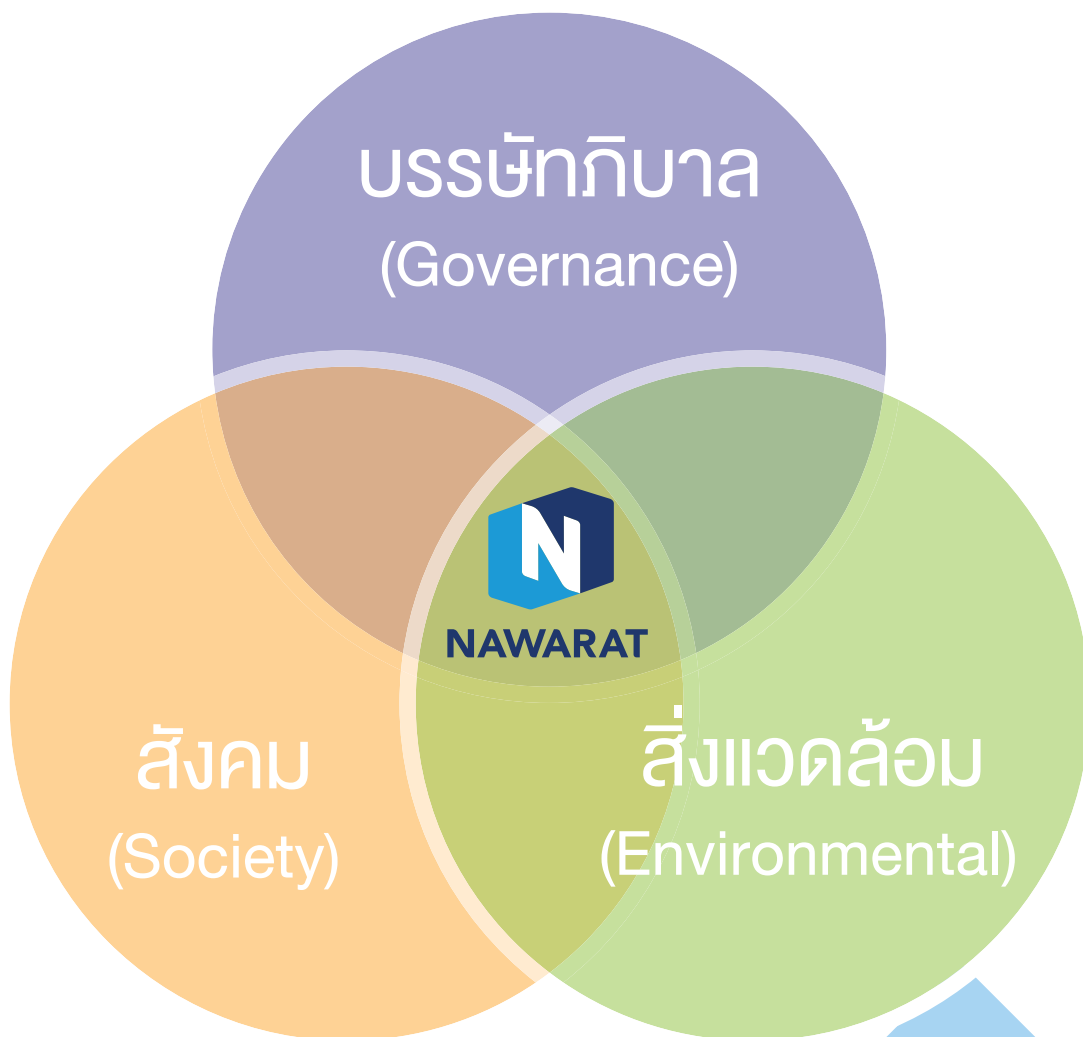 บรรษัทภิบาล
(Governance)
NAWARAT
สังคม
(Society)
สิ่งแวดล้อม
(Environmental)